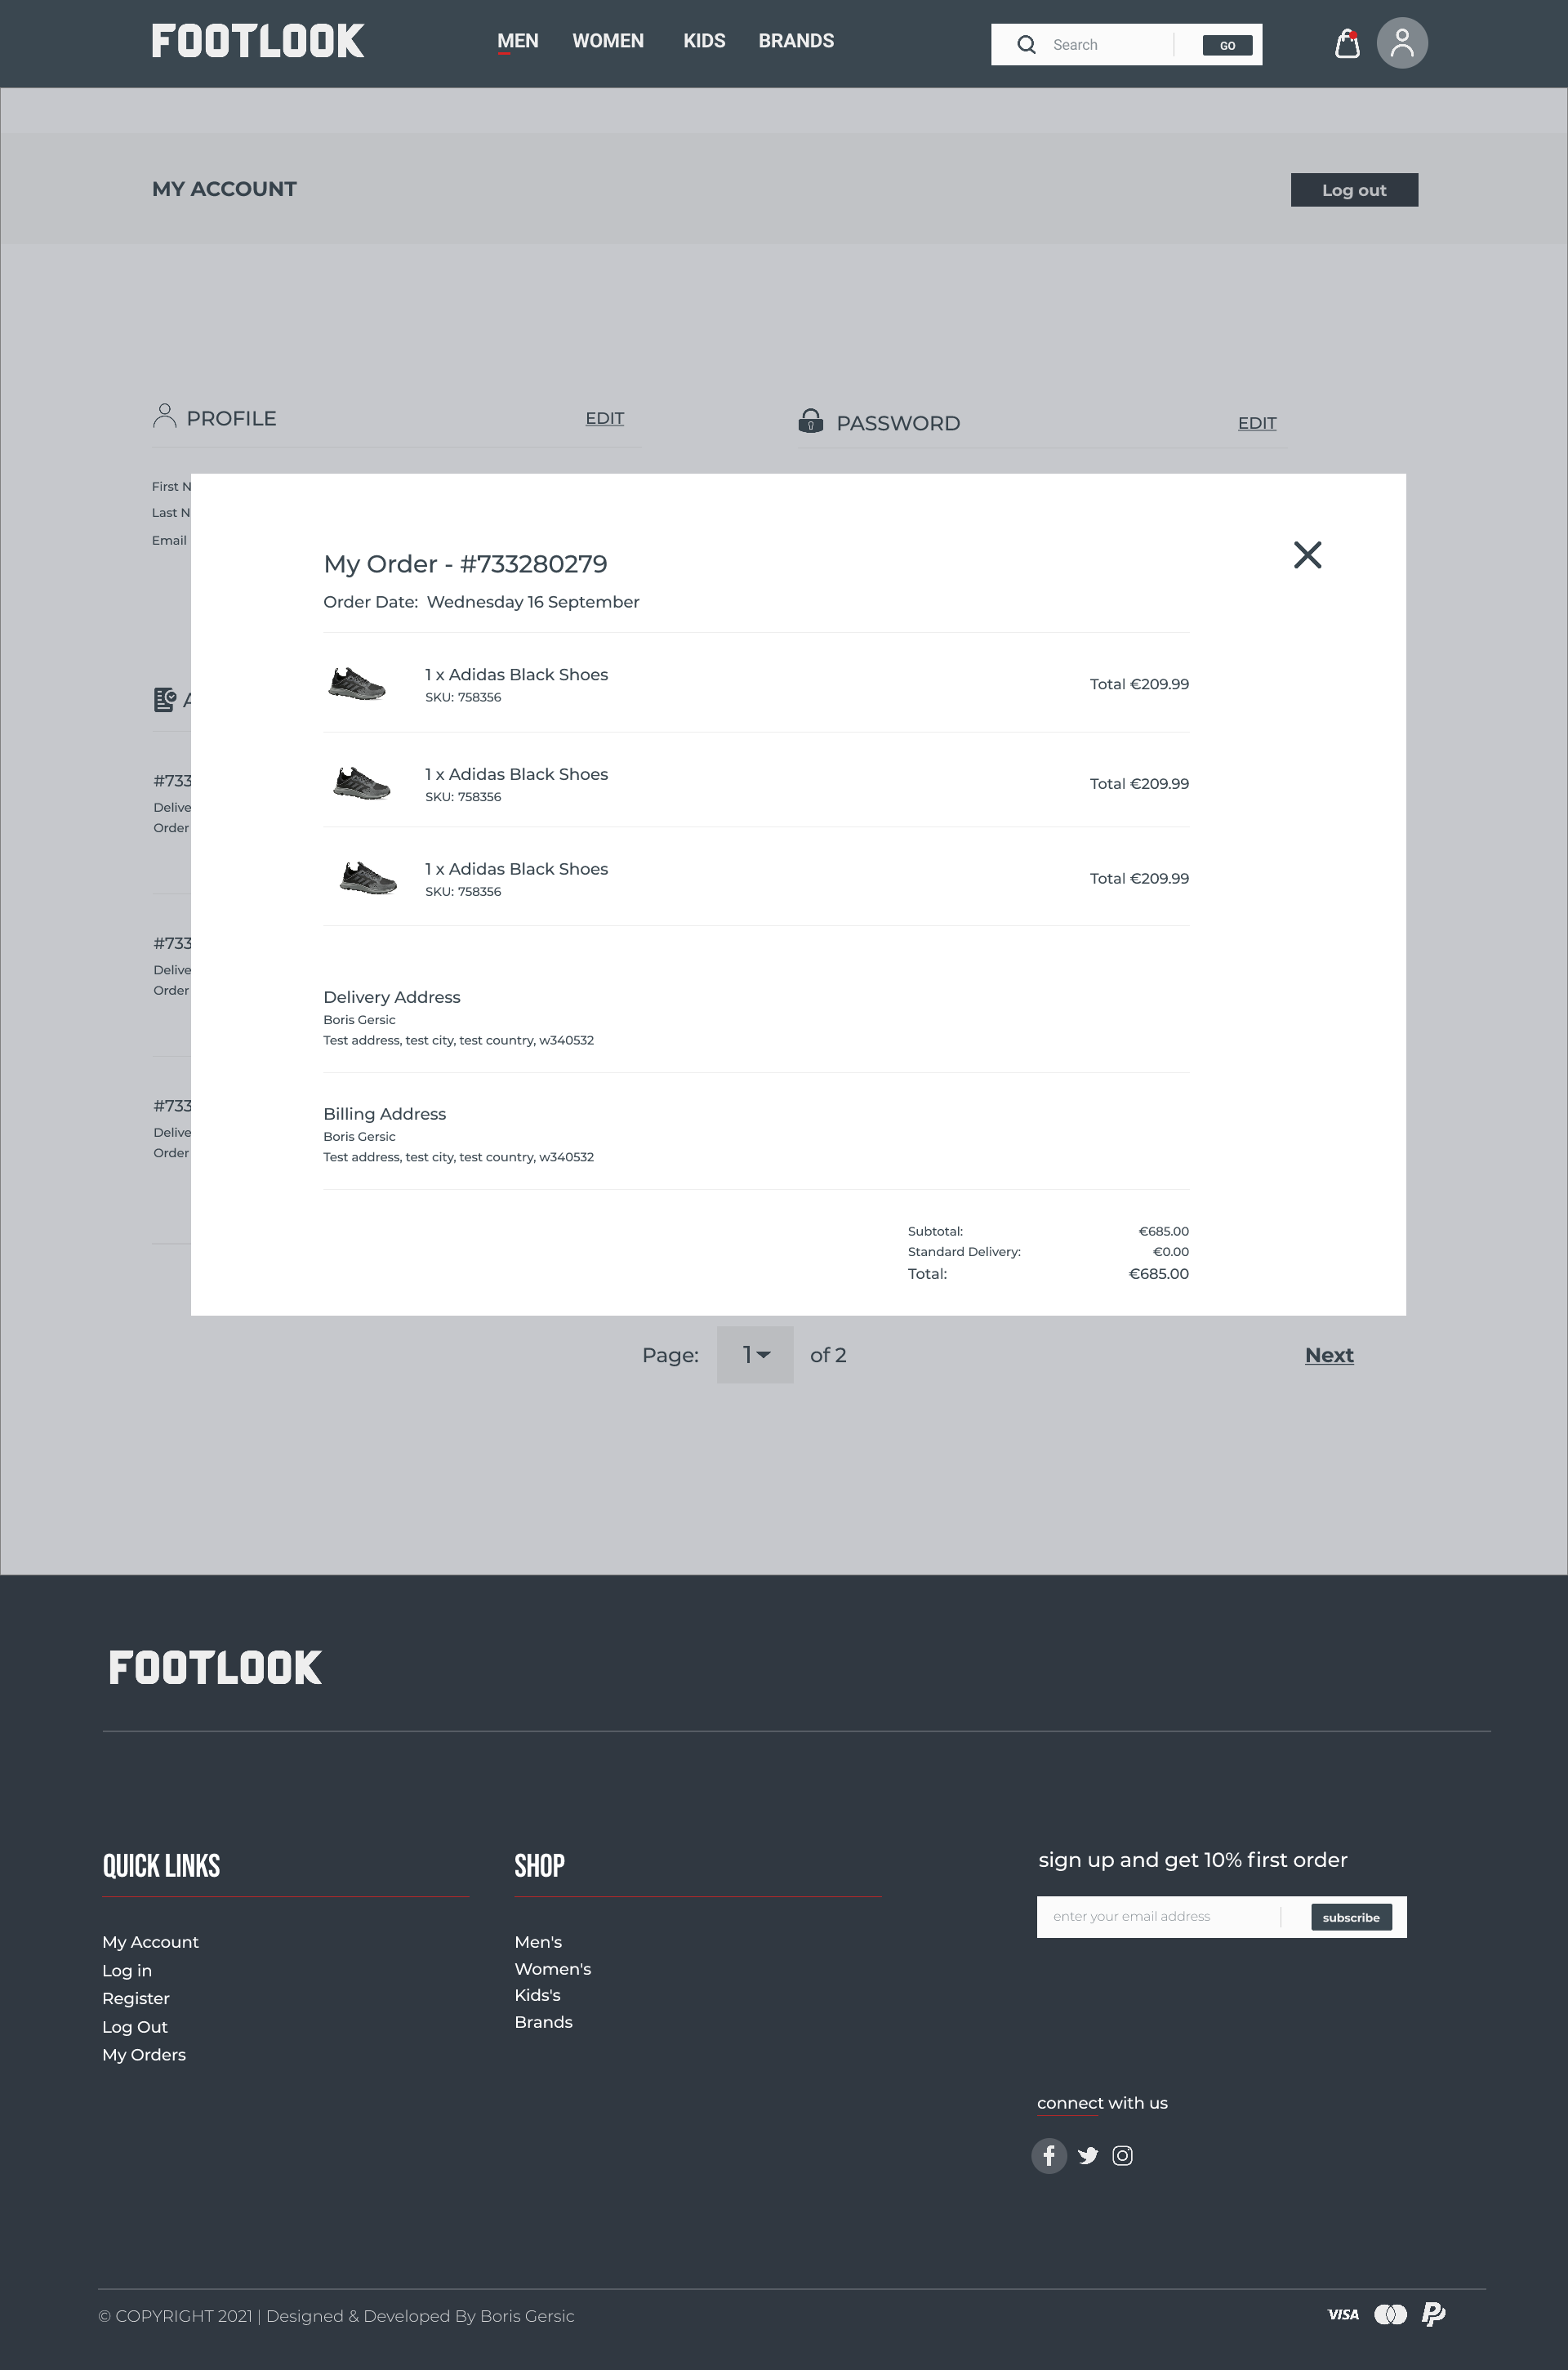 FOOTLOOK
MEN WOMEN KIDS BRANDS
Search
GO
MY ACCOUNT
Log out
PROFILE
EDIT
PASSWORD
EDIT
First N
Last N
Email
My Order - #733280279
Order Date: Wednesday 16 September
1 x Adidas Black Shoes
SKU: 758356
Total €209.99
#733
Delive
Order
1 x Adidas Black Shoes
SKU: 758356
Total €209.99
1 x Adidas Black Shoes
SKU: 758356
Total €209.99
#733
Delive
Order
Delivery Address
Boris Gersic
Test address, test city, test country, w340532
#733
Delive
Order
Billing Address
Boris Gersic
Test address, test city, test country, w340532
Subtotal: €685.00
Standard Delivery: €0.00
Total: €685.00
Page: 1 of 2
Next
FOOTLOOK
QUICK LINKS
My Account
Log in
Register
Log Out
My Orders
SHOP
Men's
Women's
Kids's
Brands
sign up and get 10% first order
enter your email address
subscribe
connect with us
© COPYRIGHT 2021 | Designed & Developed By Boris Gersic
VISA